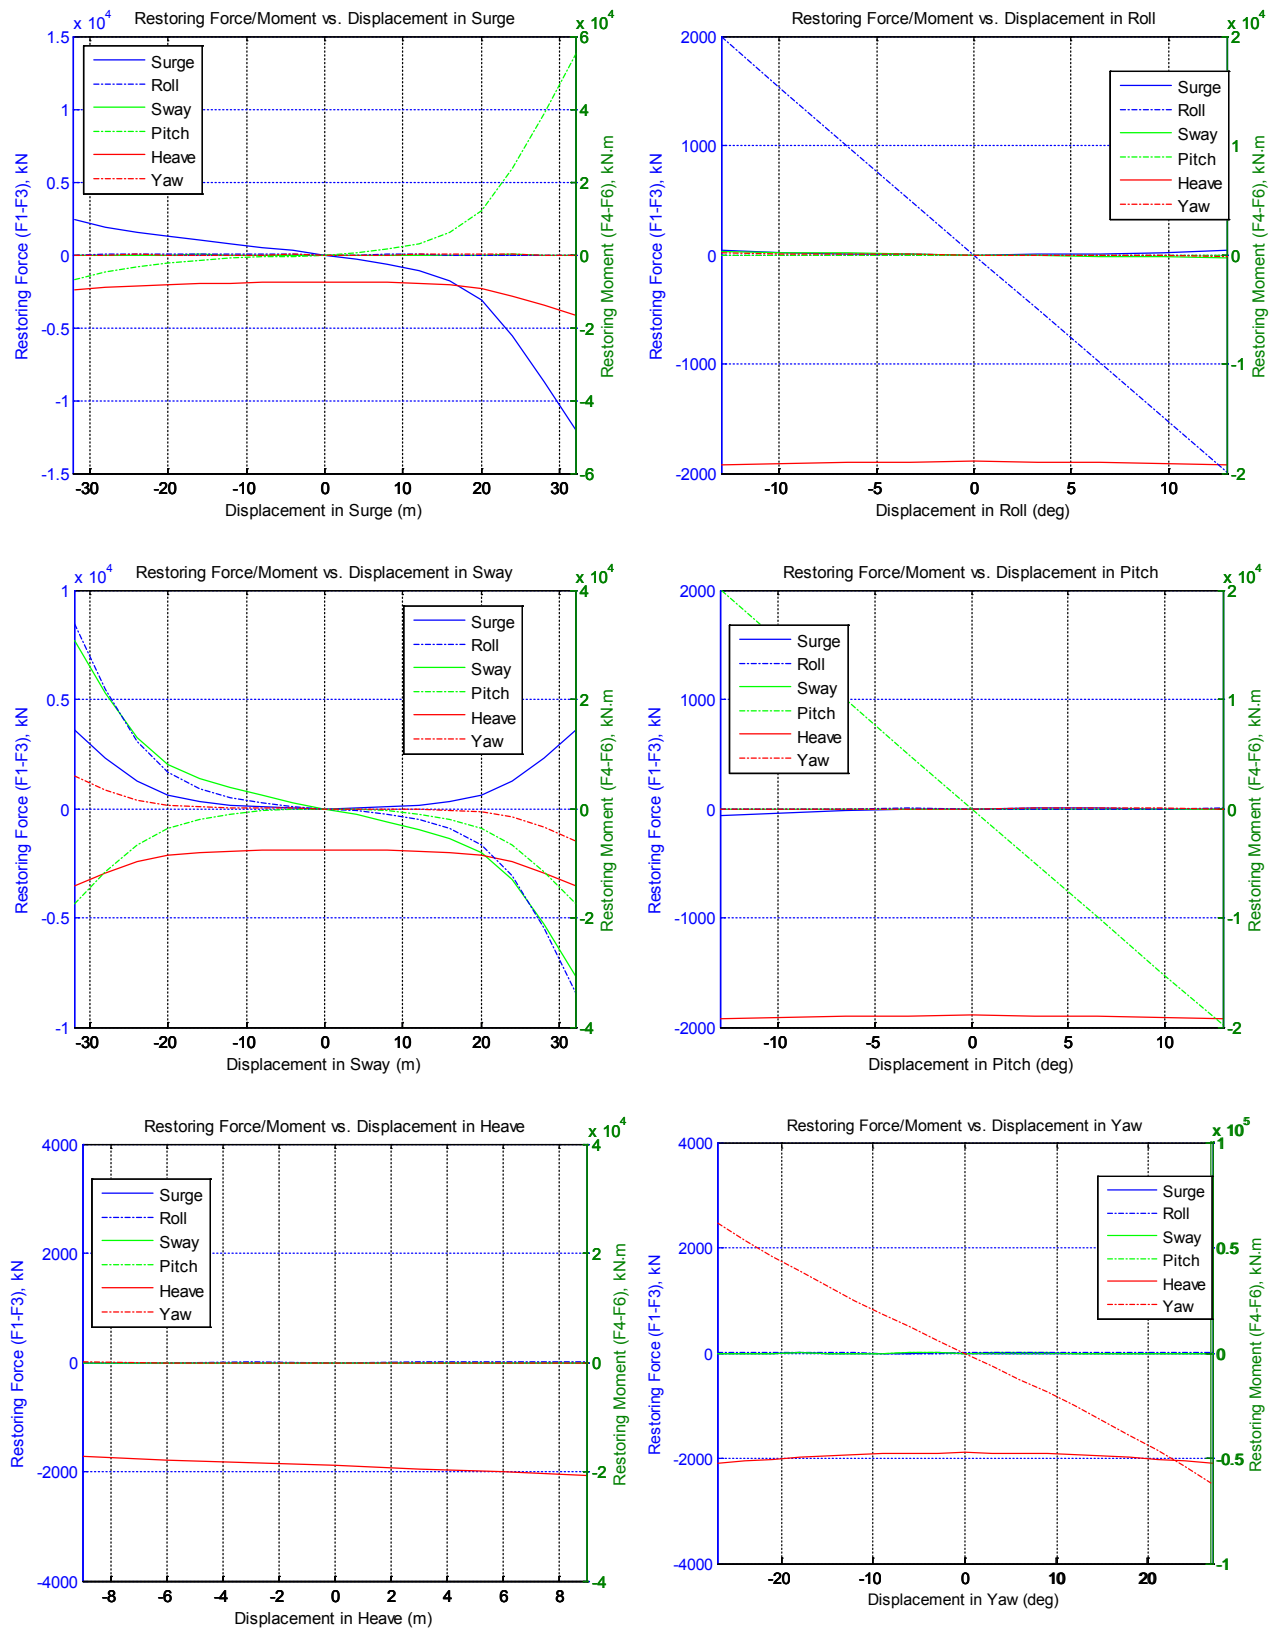 Restoring Force/Moment vs. Displacement in Surge
x 10^4
x 10^4
Restoring Force (F1-F3), kN
1.5
1
0.5
0
-0.5
-1
-1.5
Surge
Roll
Sway
Pitch
Heave
Yaw
6
4
2
0
-2
-4
-6
Restoring Moment (F4-F6), kN.m
-30 -20 -10 0 10 20 30
Displacement in Surge (m)
Restoring Force/Moment vs. Displacement in Roll
x 10^4
Restoring Force (F1-F3), kN
2000
1000
0
-1000
-2000
Surge
Roll
Sway
Pitch
Heave
Yaw
2
1
0
-1
-2
Restoring Moment (F4-F6), kN.m
-10 -5 0 5 10
Displacement in Roll (deg)
Restoring Force/Moment vs. Displacement in Sway
x 10^4
x 10^4
Restoring Force (F1-F3), kN
1
0.5
0
-0.5
-1
Surge
Roll
Sway
Pitch
Heave
Yaw
4
2
0
-2
-4
Restoring Moment (F4-F6), kN.m
-30 -20 -10 0 10 20 30
Displacement in Sway (m)
Restoring Force/Moment vs. Displacement in Pitch
x 10^4
Restoring Force (F1-F3), kN
2000
1000
0
-1000
-2000
Surge
Roll
Sway
Pitch
Heave
Yaw
2
1
0
-1
-2
Restoring Moment (F4-F6), kN.m
-10 -5 0 5 10
Displacement in Pitch (deg)
Restoring Force/Moment vs. Displacement in Heave
x 10^4
Restoring Force (F1-F3), kN
4000
2000
0
-2000
-4000
Surge
Roll
Sway
Pitch
Heave
Yaw
4
2
0
-2
-4
Restoring Moment (F4-F6), kN.m
-8 -6 -4 -2 0 2 4 6 8
Displacement in Heave (m)
Restoring Force/Moment vs. Displacement in Yaw
x 10^5
Restoring Force (F1-F3), kN
4000
2000
0
-2000
-4000
Surge
Roll
Sway
Pitch
Heave
Yaw
1
0.5
0
-0.5
-1
Restoring Moment (F4-F6), kN.m
-20 -10 0 10 20
Displacement in Yaw (deg)